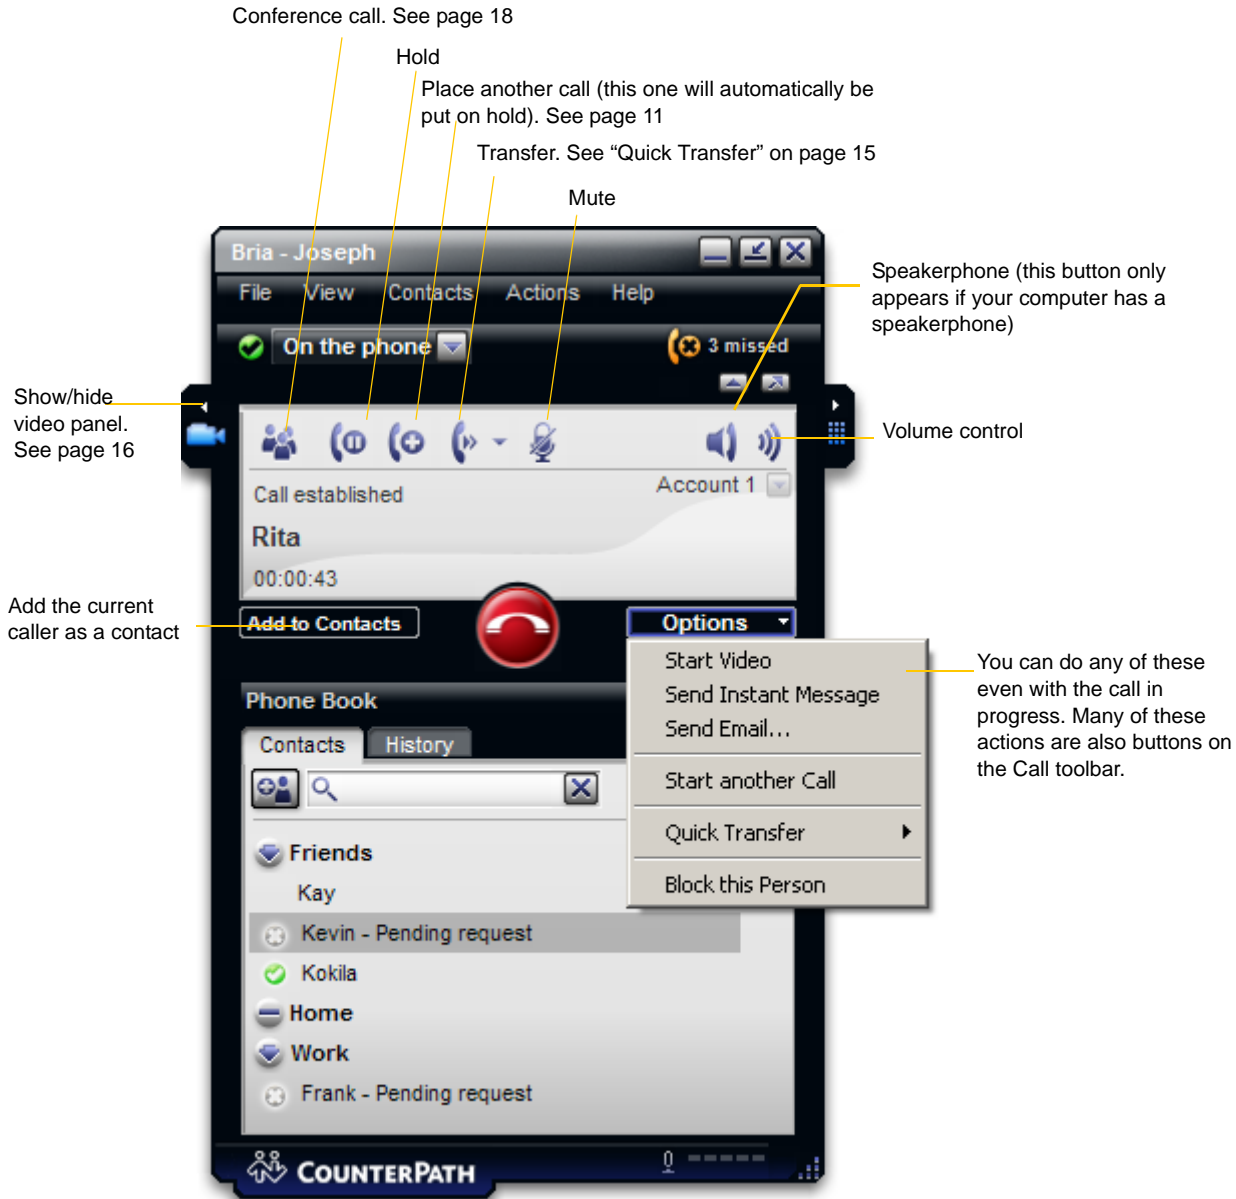 Conference call. See page 18
Hold
Place another call (this one will automatically be
put on hold). See page 11
Transfer. See “Quick Transfer” on page 15
Mute
Bria - Joseph
File View Contacts Actions Help
Speakerphone (this button only
appears if your computer has a
speakerphone)
On the phone
3 missed
Show/hide
video panel.
See page 16
Volume control
Call established
Account 1
Rita
00:00:43
Add the current
caller as a contact
Add to Contacts
Options
Start Video
Send Instant Message
Send Email...
Start another Call
Quick Transfer
Block this Person
You can do any of these
even with the call in
progress. Many of these
actions are also buttons on
the Call toolbar.
Phone Book
Contacts History
Friends
Kay
Kevin - Pending request
Kokila
Home
Work
Frank - Pending request
COUNTERPATH